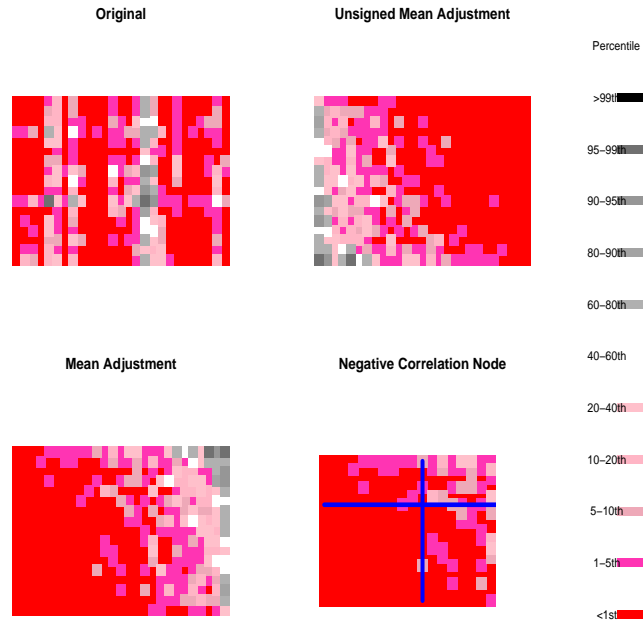 Original
Unsigned Mean Adjustment
Percentile
>99th
95–99th
90–95th
80–90th
60–80th
Mean Adjustment
Negative Correlation Node
40–60th
20–40th
10–20th
5–10th
1–5th
<1st